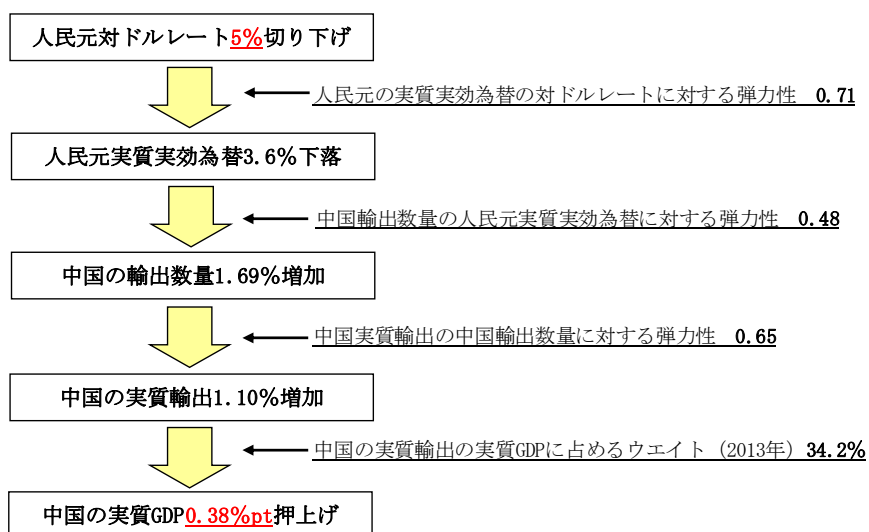 人民元対ドルレート5%切り下げ
人民元の実質実効為替の対ドルレートに対する弾力性 0.71
人民元実質実効為替3.6%下落
中国輸出数量の人民元実質実効為替に対する弾力性 0.48
中国の輸出数量1.69%増加
中国実質輸出の中国輸出数量に対する弾力性 0.65
中国の実質輸出1.10%増加
中国の実質輸出の実質GDPに占めるウエイト（2013年）34.2%
中国の実質GDP0.38%pt押上げ